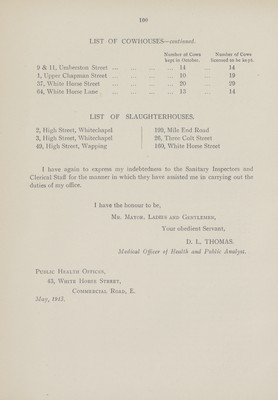 100
LIST OF COWHOUSES—continued.
Number of Cows kept in October. Number of Cows licensed to be kept.
9 & 11, Umberston Street ... ... ... 14 ... 14
1, Upper Chapman Street ... ... ... 10 ... 19
37, White Horse Street ... ... ... 20 ... 20
64, White Horse Lane ... ... ... 13 ... 14
LIST OF SLAUGHTERHOUSES.
2, High Street, Whitechapel
3, High Street, Whitechapel
49, High Street, Wapping
199, Mile End Road
26, Three Colt Street
160, White Horse Street
I have again to express my indebtedness to the Sanitary Inspectors and
Clerical Staff for the manner in which they have assisted me in carrying out the
duties of my office.
I have the honour to be,
Mr. Mayor, Ladies and Gentlemen,
Your obedient Servant,
D. L. THOMAS.
Medical Officer of Health and Public Analyst.
Public Health Offices,
43, White Horse Street,
Commercial Road, E.
May, 1915.